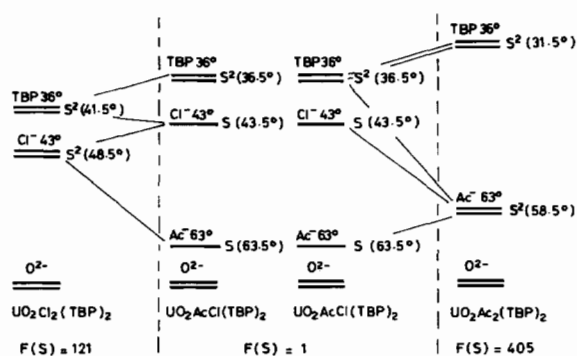 TBP 36°
S²(41.5°)
Cl⁻ 43°
S²(48.5°)
O²⁻
UO₂Cl₂(TBP)₂
F(S) = 121
TBP 36°
S²(36.5°)
Cl⁻ 43°
S (43.5°)
Ac⁻ 63°
S (63.5°)
O²⁻
UO₂AcCl(TBP)₂
TBP 36°
S²(36.5°)
Cl⁻ 43°
S (43.5°)
Ac⁻ 63°
S (63.5°)
O²⁻
UO₂AcCl(TBP)₂
F(S) = 1
TBP 36°
S²(31.5°)
Ac⁻ 63°
S²(58.5°)
O²⁻
UO₂Ac₂(TBP)₂
F(S) = 405